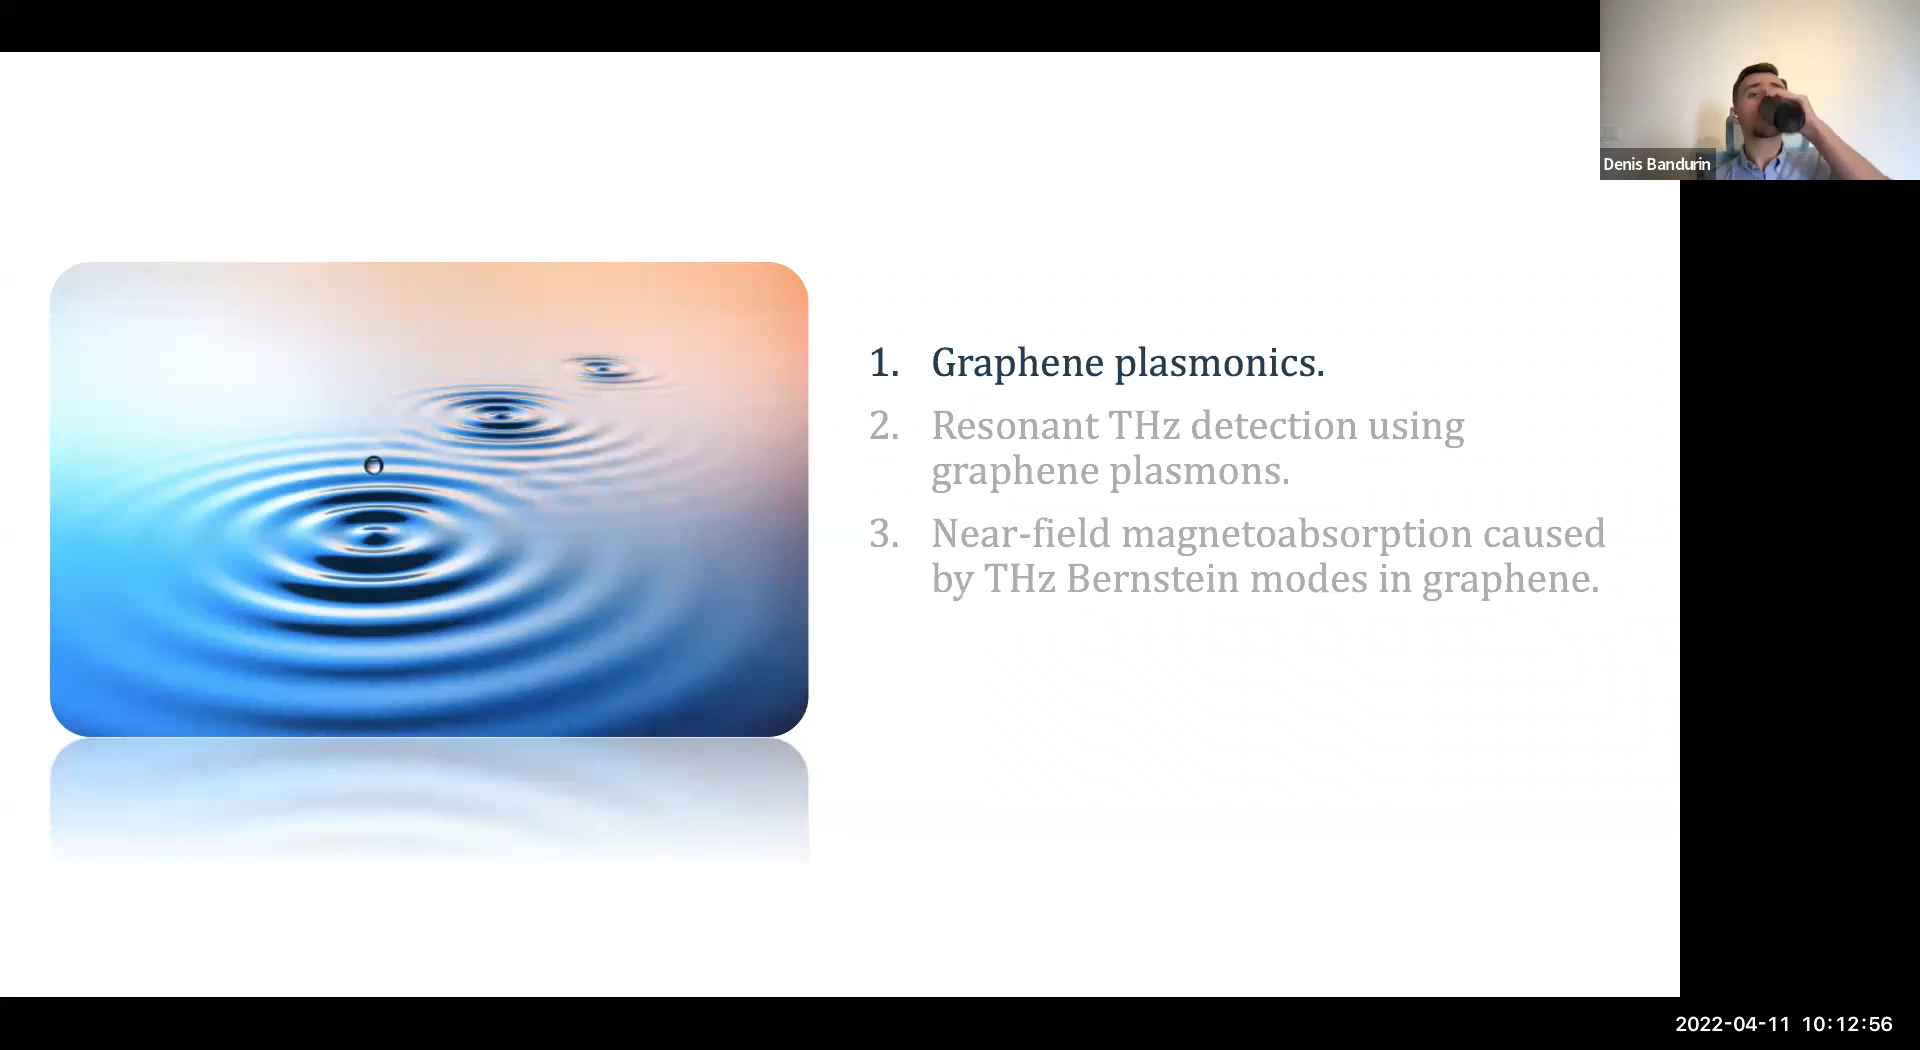 Denis Bandurin
1. Graphene plasmonics.
2. Resonant THz detection using
graphene plasmons.
3. Near-field magnetoabsorption caused
by THz Bernstein modes in graphene.
2022-04-11 10:12:56